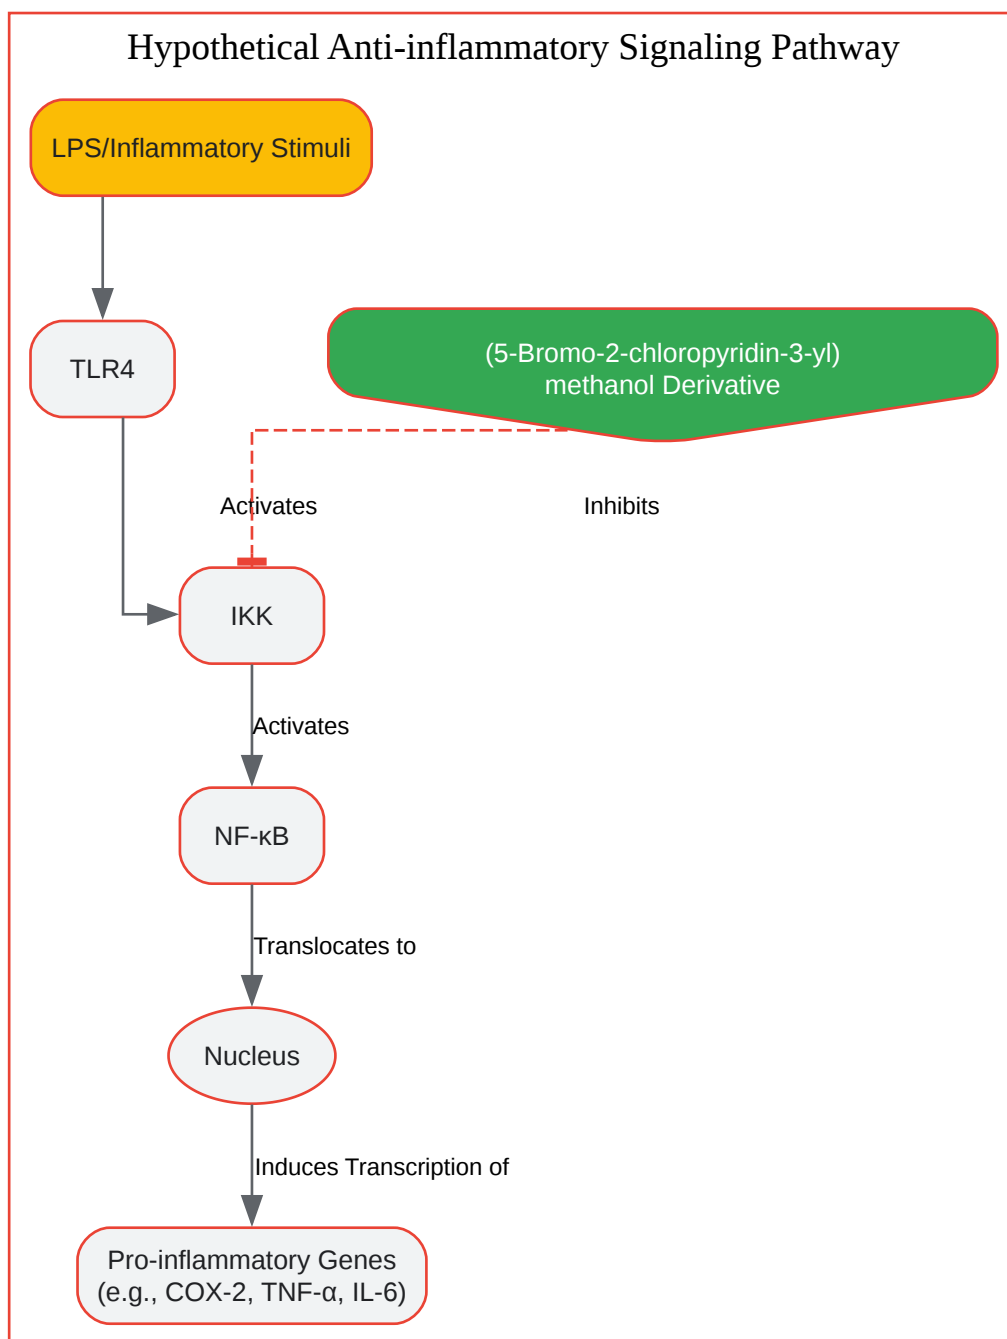 Hypothetical Anti-inflammatory Signaling Pathway
LPS/Inflammatory Stimuli
TLR4
(5-Bromo-2-chloropyridin-3-yl)
methanol Derivative
Activates
Inhibits
IKK
Activates
NF-κB
Translocates to
Nucleus
Induces Transcription of
Pro-inflammatory Genes
(e.g., COX-2, TNF-α, IL-6)